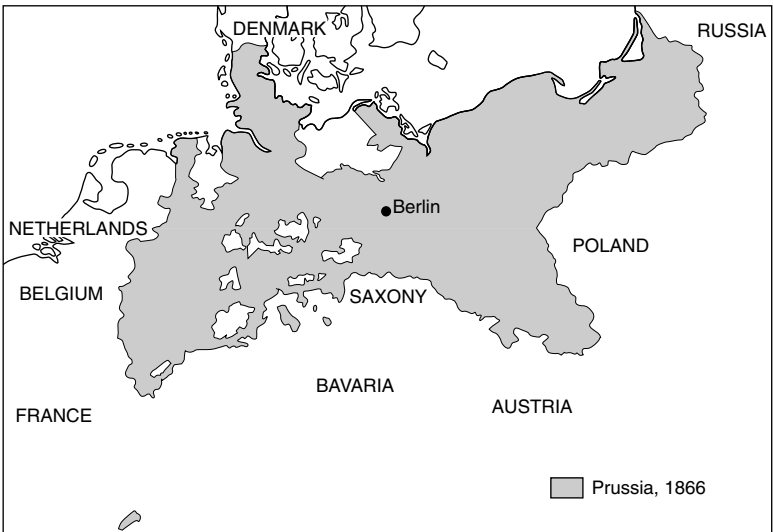 DENMARK
RUSSIA
Berlin
NETHERLANDS
POLAND
BELGIUM
SAXONY
BAVARIA
AUSTRIA
FRANCE
Prussia, 1866